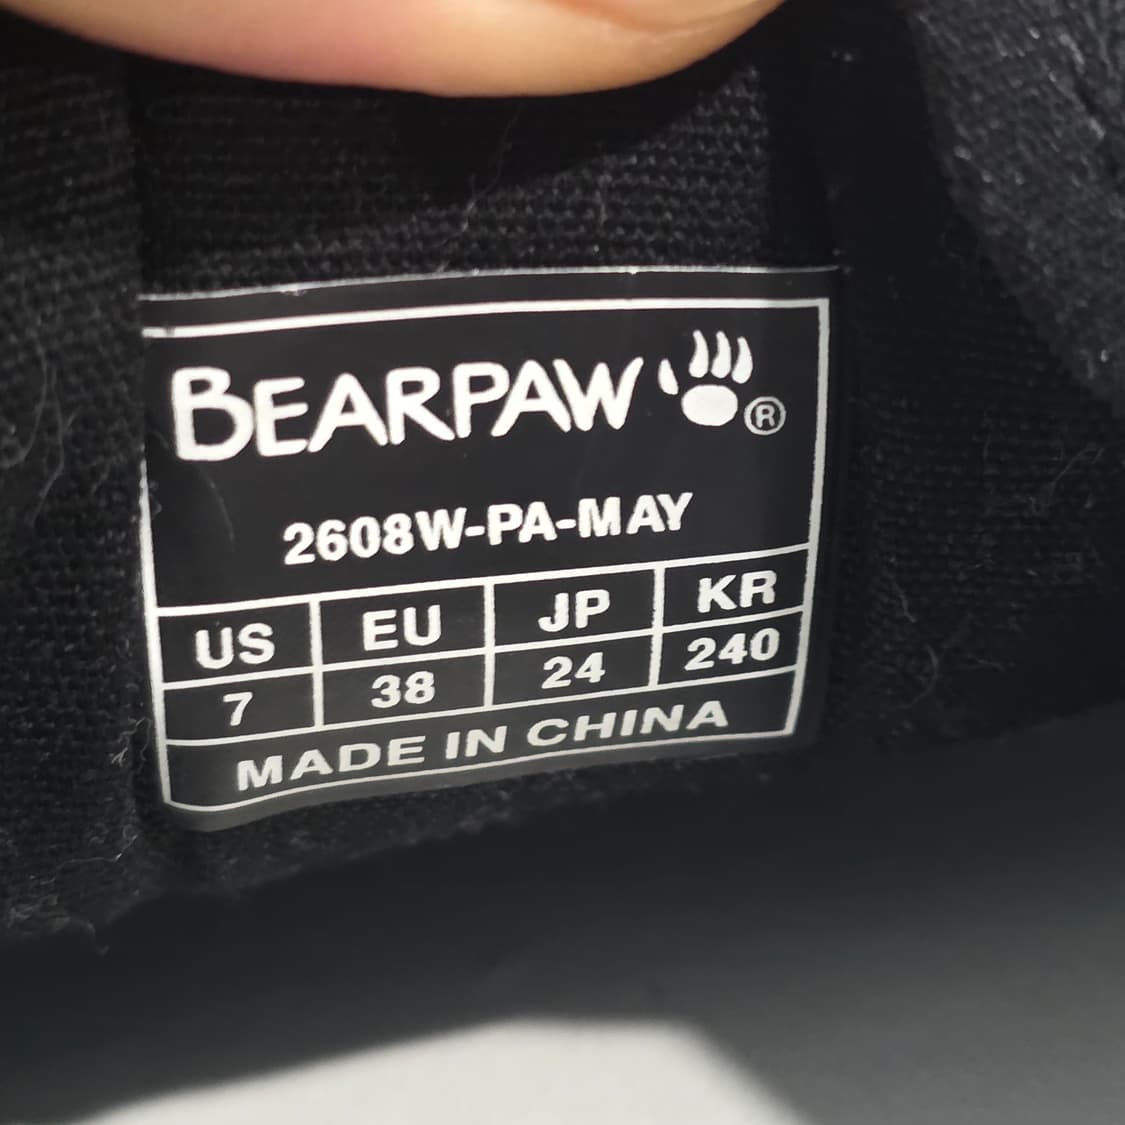 BEARPAW ®
2608W-PA-MAY
US EU JP KR
7 38 24 240
MADE IN CHINA